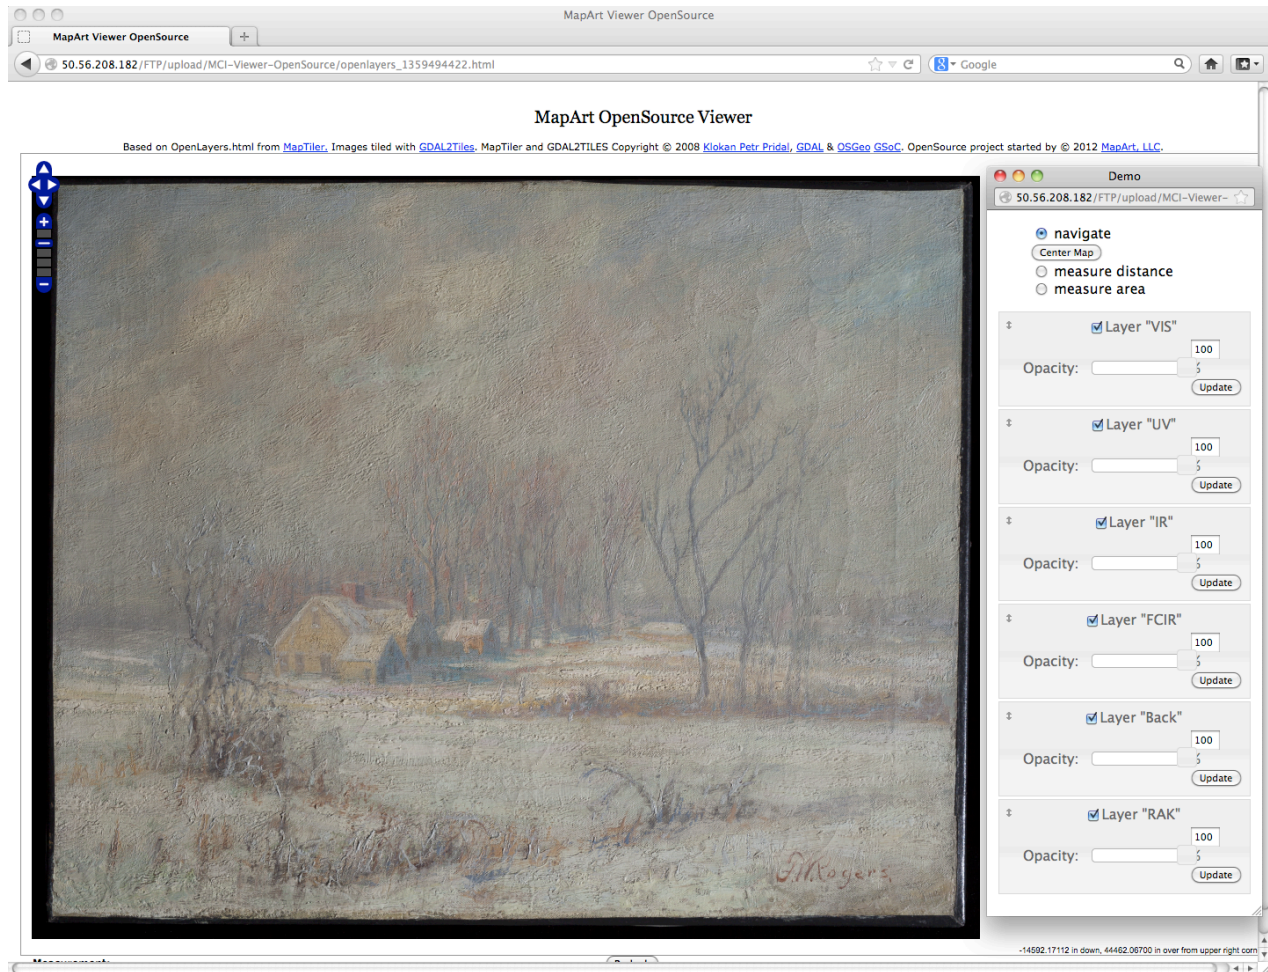 MapArt Viewer OpenSource
MapArt Viewer OpenSource
50.56.208.182/FTP/upload/MCI-Viewer-OpenSource/openlayers_1359494422.html
Google
MapArt OpenSource Viewer
Based on OpenLayers.html from MapTiler. Images tiled with GDAL2Tiles. MapTiler and GDAL2TILES Copyright © 2008 Klokan Petr Pridal, GDAL & OSGeo GSoC. OpenSource project started by © 2012 MapArt, LLC.
Demo
50.56.208.182/FTP/upload/MCI-Viewer-
navigate
Center Map
measure distance
measure area
Layer "VIS"
100
Opacity:
Update
Layer "UV"
100
Opacity:
Update
Layer "IR"
100
Opacity:
Update
Layer "FCIR"
100
Opacity:
Update
Layer "Back"
100
Opacity:
Update
Layer "RAK"
100
Opacity:
Update
-14592.17112 in down, 44462.06700 in over from upper right corn